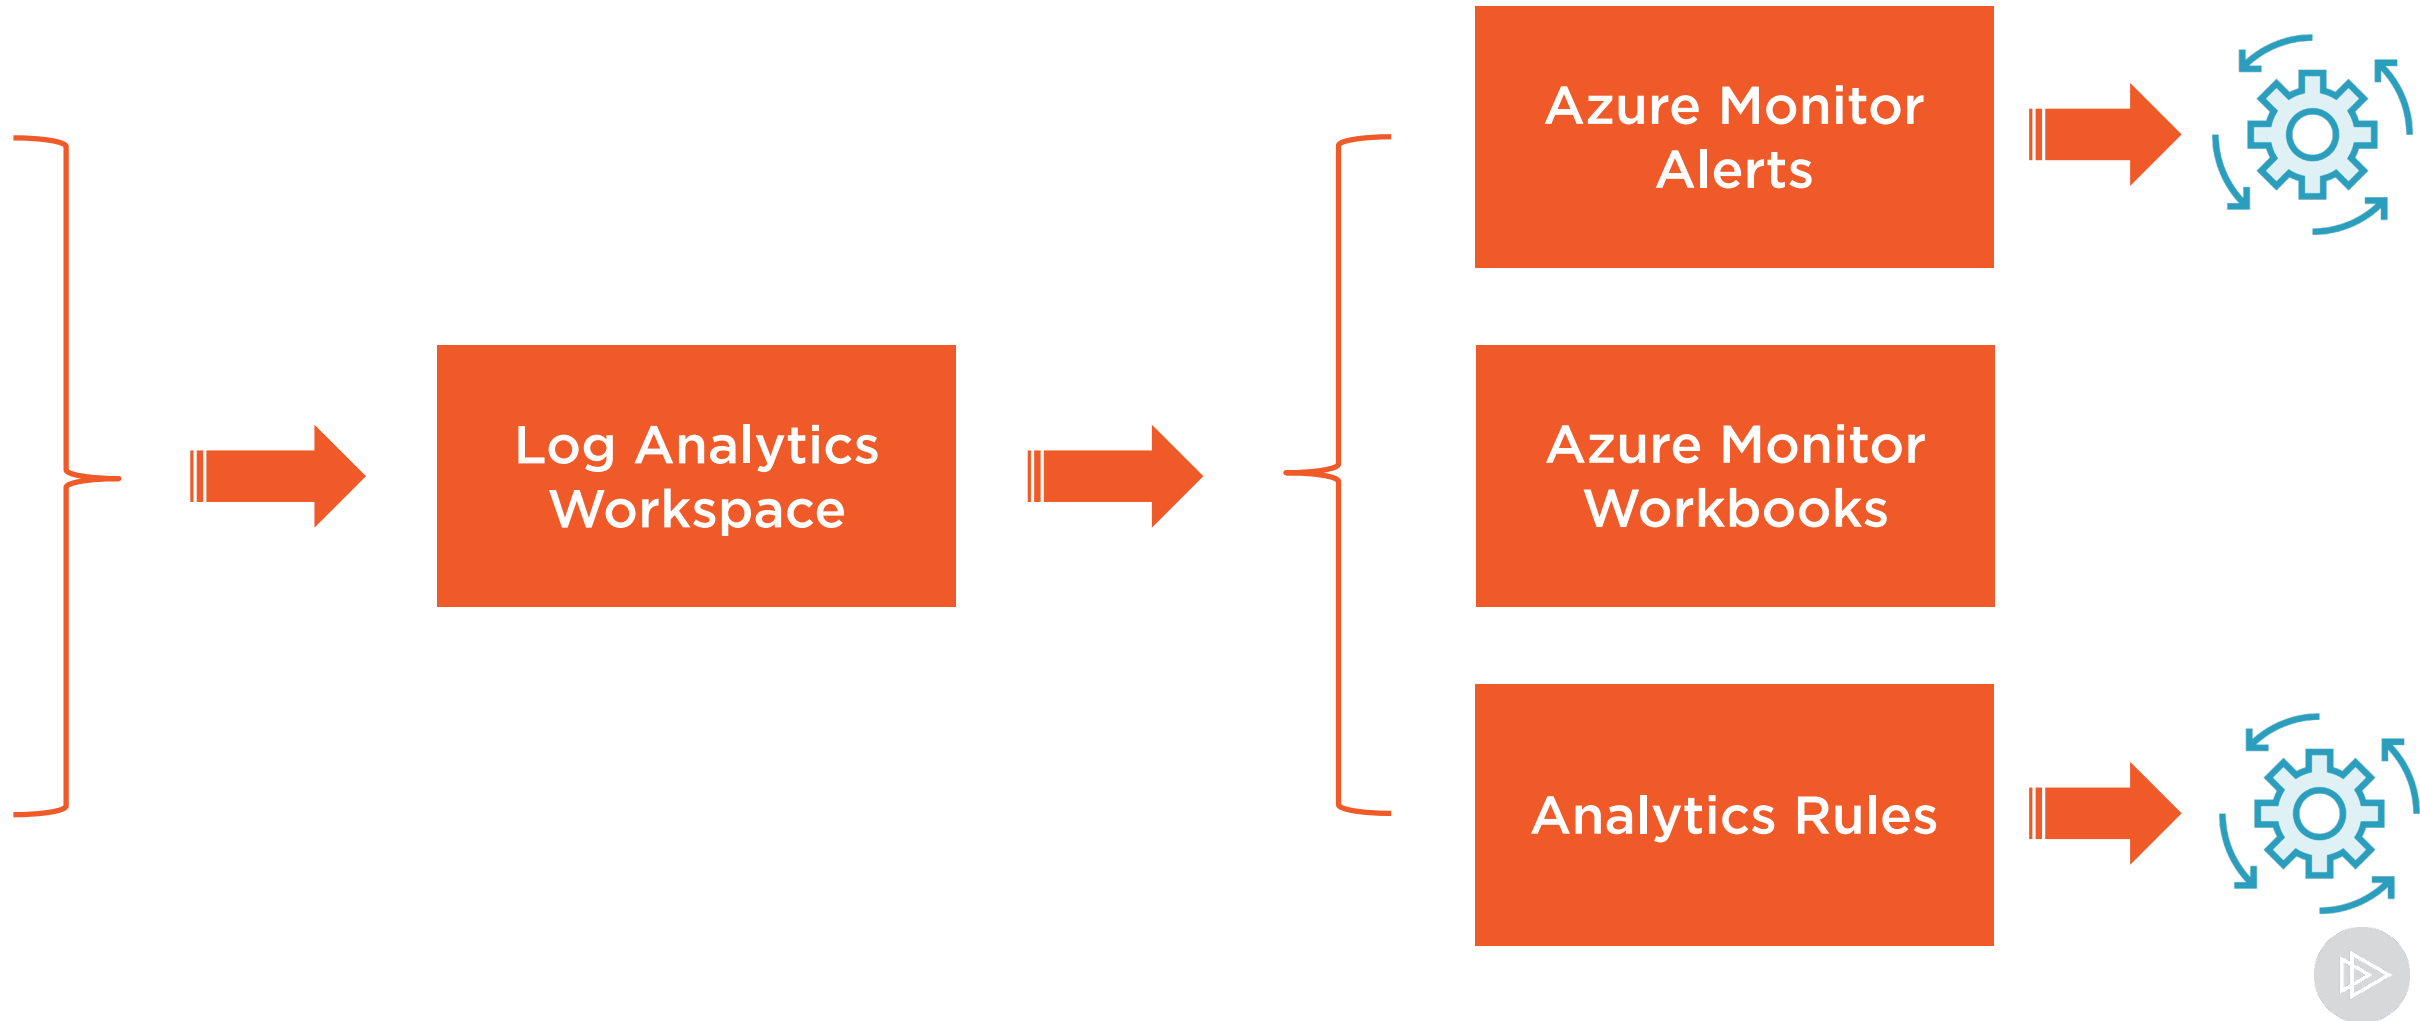 Azure Monitor
Alerts
Log Analytics
Workspace
Azure Monitor
Workbooks
Analytics Rules